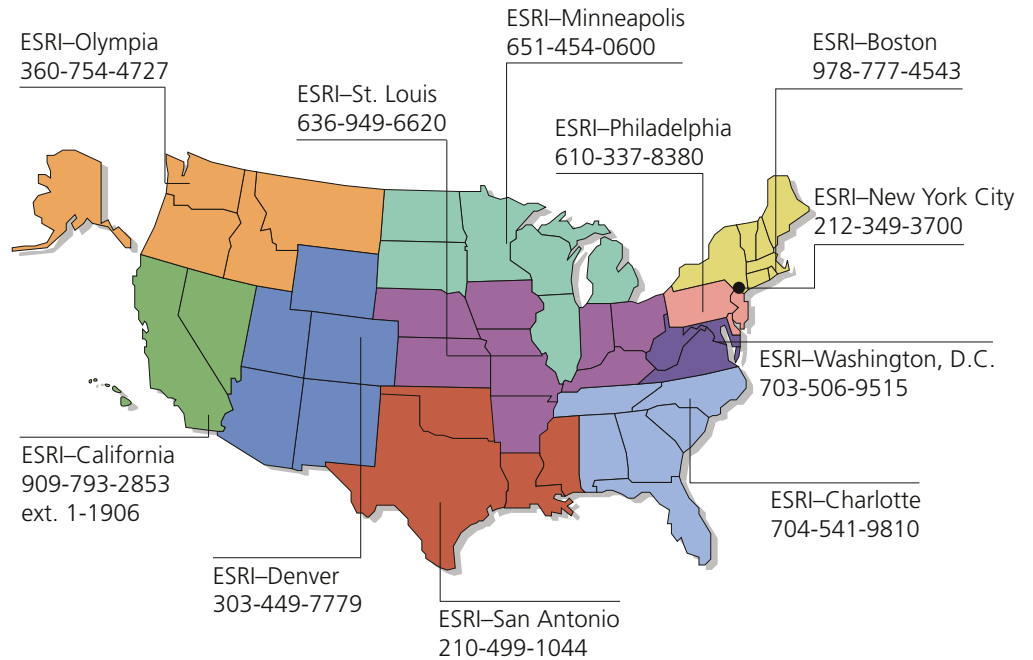 ESRI–Minneapolis
651-454-0600
ESRI–Olympia
360-754-4727
ESRI–Boston
978-777-4543
ESRI–St. Louis
636-949-6620
ESRI–Philadelphia
610-337-8380
ESRI–New York City
212-349-3700
ESRI–Washington, D.C.
703-506-9515
ESRI–California
909-793-2853
ext. 1-1906
ESRI–Charlotte
704-541-9810
ESRI–Denver
303-449-7779
ESRI–San Antonio
210-499-1044